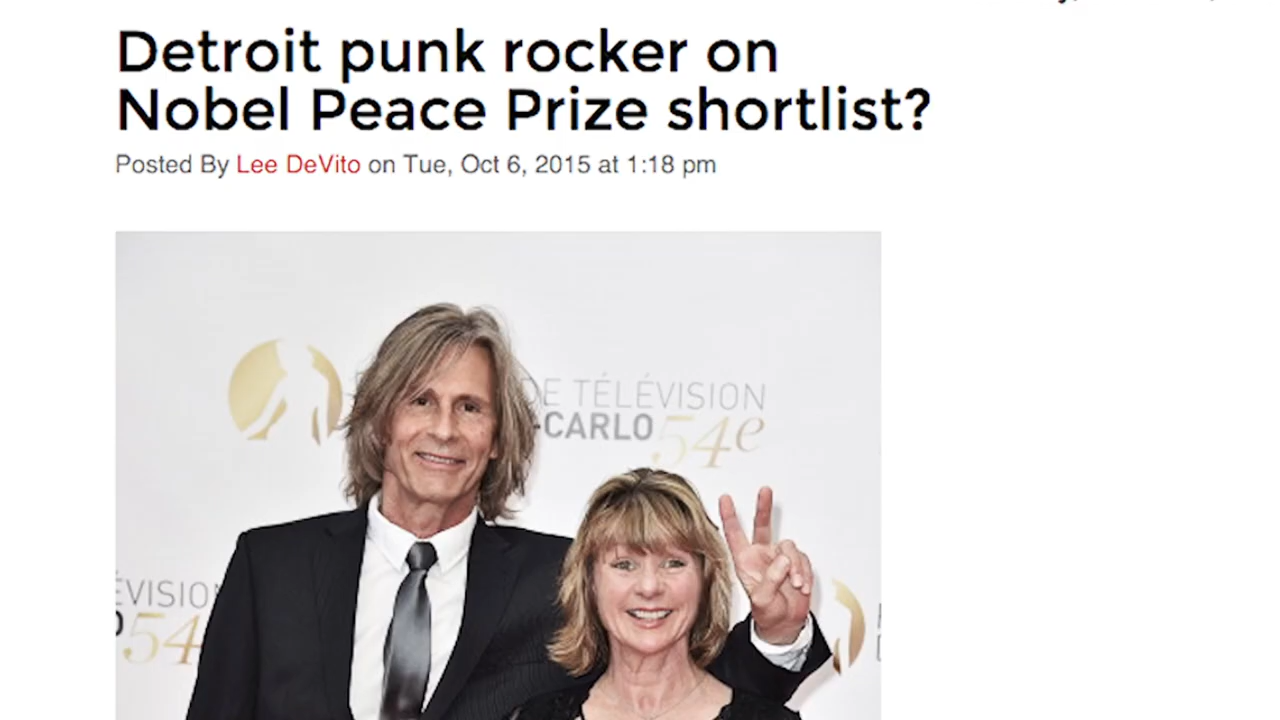 Detroit punk rocker on
Nobel Peace Prize shortlist?
Posted By Lee DeVito on Tue, Oct 6, 2015 at 1:18 pm
DE TÉLÉVISION
-CARLO 54e
ÉVISIO
54